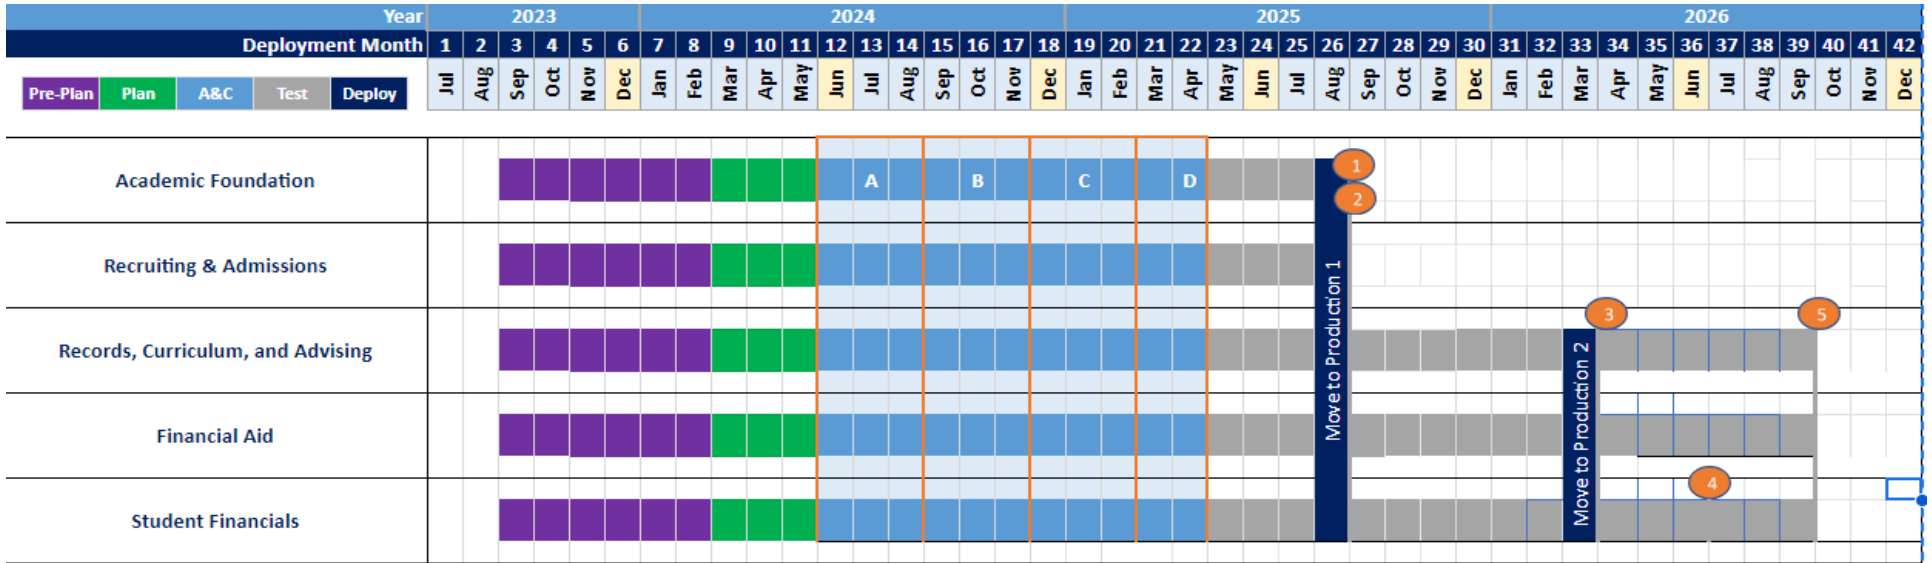 Year 2023 2024 2025 2026
Deployment Month 1 2 3 4 5 6 7 8 9 10 11 12 13 14 15 16 17 18 19 20 21 22 23 24 25 26 27 28 29 30 31 32 33 34 35 36 37 38 39 40 41 42
Pre-Plan Plan A&C Test Deploy Jul Aug Sep Oct Nov Dec Jan Feb Mar Apr May Jun Jul Aug Sep Oct Nov Dec Jan Feb Mar Apr May Jun Jul Aug Sep Oct Nov Dec Jan Feb Mar Apr May Jun Jul Aug Sep Oct Nov Dec
Academic Foundation A B C D 1
2
Recruiting & Admissions
Move to Production 1
3 5
Records, Curriculum, and Advising
Move to Production 2
Financial Aid
4
Student Financials